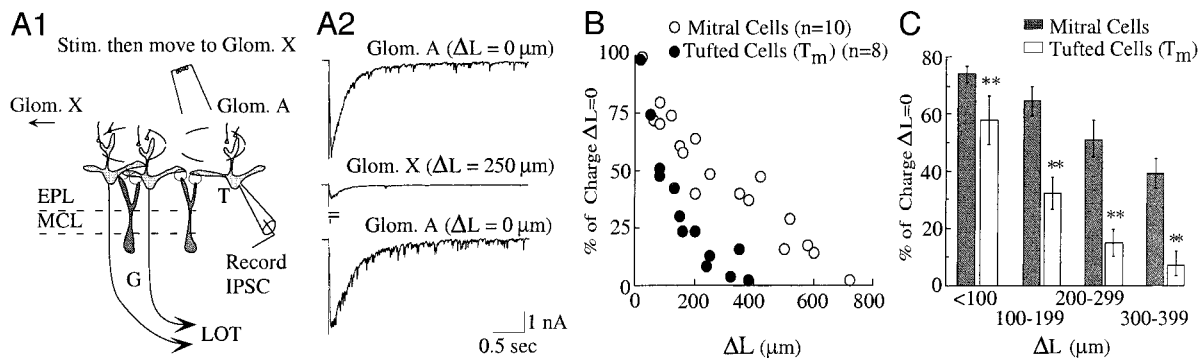 A1
Stim. then move to Glom. X
Glom. X
Glom. A
EPL
MCL
T
G
Record
IPSC
LOT
A2
Glom. A (ΔL = 0 μm)
Glom. X (ΔL = 250 μm)
Glom. A (ΔL = 0 μm)
1 nA
0.5 sec
B
Mitral Cells (n=10)
Tufted Cells (Tm) (n=8)
% of Charge ΔL=0
100
75
50
25
0
0 200 400 600 800
ΔL (μm)
C
Mitral Cells
Tufted Cells (Tm)
% of Charge ΔL=0
80
60
40
20
0
**
**
**
**
<100 200-299
100-199 300-399
ΔL (μm)